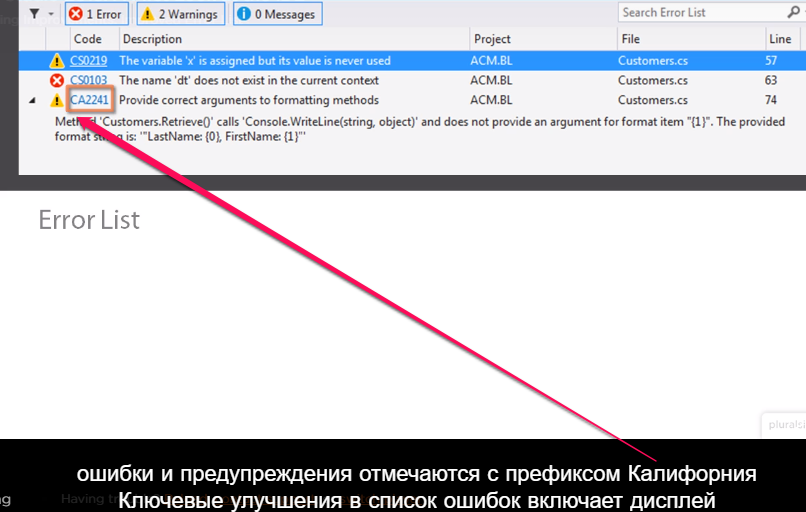 1 Error 2 Warnings 0 Messages Search Error List
Code Description Project File Line
CS0219 The variable 'x' is assigned but its value is never used ACM.BL Customers.cs 57
CS0103 The name 'dt' does not exist in the current context ACM.BL Customers.cs 63
CA2241 Provide correct arguments to formatting methods ACM.BL Customers.cs 74
Method 'Customers.Retrieve()' calls 'Console.WriteLine(string, object)' and does not provide an argument for format item "{1}". The provided
format string is: '"LastName: {0}, FirstName: {1}"'
Error List
pluralsi
ошибки и предупреждения отмечаются с префиксом Калифорния
ng Having
Ключевые улучшения в список ошибок включает дисплей